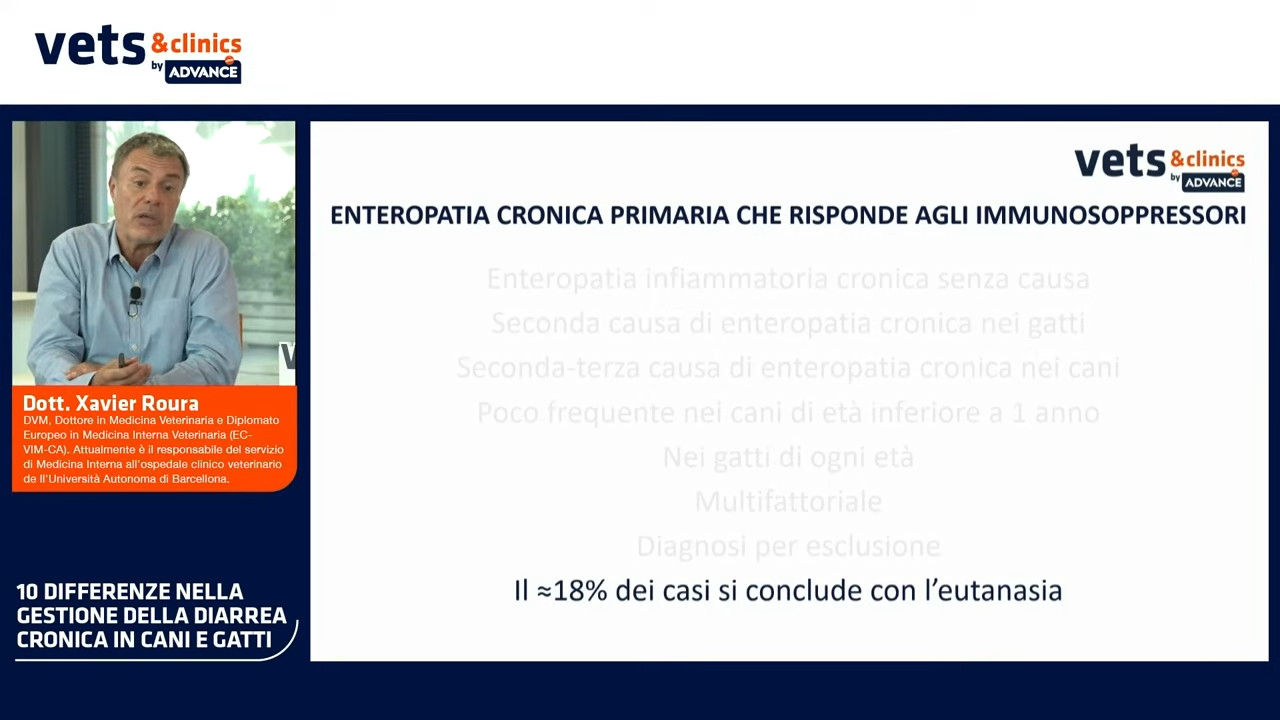 vets &clinics
by ADVANCE
vets &clinics
by ADVANCE
ENTEROPATIA CRONICA PRIMARIA CHE RISPONDE AGLI IMMUNOSOPPRESSORI
Enteropatia infiammatoria cronica senza causa
Seconda causa di enteropatia cronica nei gatti
Seconda-terza causa di enteropatia cronica nei cani
Poco frequente nei cani di età inferiore a 1 anno
Nei gatti di ogni età
Multifattoriale
Diagnosi per esclusione
Il ≈18% dei casi si conclude con l’eutanasia
Dott. Xavier Roura
DVM, Dottore in Medicina Veterinaria e Diplomato
Europeo in Medicina Interna Veterinaria (EC-
VIM-CA). Attualmente è il responsabile del servizio
di Medicina Interna all'ospedale clinico veterinario
de ll'Università Autonoma di Barcellona.
10 DIFFERENZE NELLA
GESTIONE DELLA DIARREA
CRONICA IN CANI E GATTI